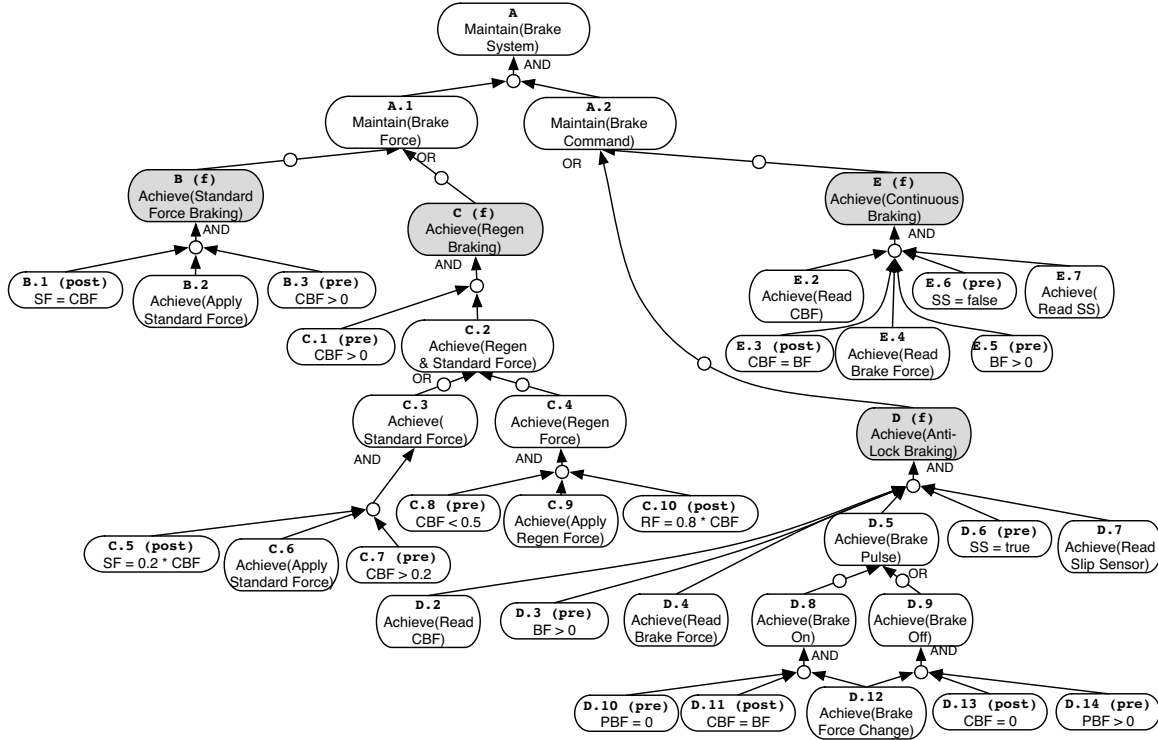 A
Maintain(Brake
System)
AND
A.1
Maintain(Brake
Force)
OR
A.2
Maintain(Brake
Command)
OR
B (f)
Achieve(Standard
Force Braking)
AND
C (f)
Achieve(Regen
Braking)
AND
E (f)
Achieve(Continuous
Braking)
AND
B.1 (post)
SF = CBF
B.2
Achieve(Apply
Standard Force)
B.3 (pre)
CBF > 0
E.2
Achieve(Read
CBF)
E.6 (pre)
SS = false
E.7
Achieve(
Read SS)
C.1 (pre)
CBF > 0
C.2
Achieve(Regen
& Standard Force)
OR
E.3 (post)
CBF = BF
E.4
Achieve(Read
Brake Force)
E.5 (pre)
BF > 0
C.3
Achieve(
Standard Force)
AND
C.4
Achieve(Regen
Force)
AND
D (f)
Achieve(Anti-
Lock Braking)
AND
C.8 (pre)
CBF < 0.5
C.9
Achieve(Apply
Regen Force)
C.10 (post)
RF = 0.8 * CBF
C.5 (post)
SF = 0.2 * CBF
C.6
Achieve(Apply
Standard Force)
C.7 (pre)
CBF > 0.2
D.5
Achieve(Brake
Pulse)
OR
D.6 (pre)
SS = true
D.7
Achieve(Read
Slip Sensor)
D.2
Achieve(Read
CBF)
D.3 (pre)
BF > 0
D.4
Achieve(Read
Brake Force)
D.8
Achieve(Brake
On)
AND
D.9
Achieve(Brake
Off)
AND
D.10 (pre)
PBF = 0
D.11 (post)
CBF = BF
D.12
Achieve(Brake
Force Change)
D.13 (post)
CBF = 0
D.14 (pre)
PBF > 0